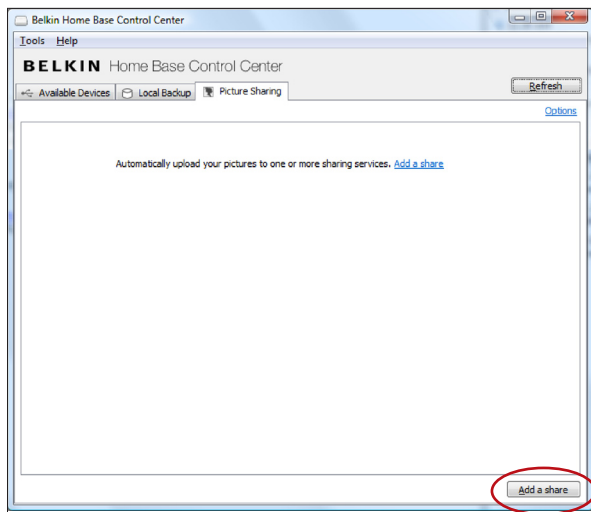 Belkin Home Base Control Center
Tools Help
BELKIN Home Base Control Center
Available Devices Local Backup Picture Sharing Refresh
Options
Automatically upload your pictures to one or more sharing services. Add a share
Add a share